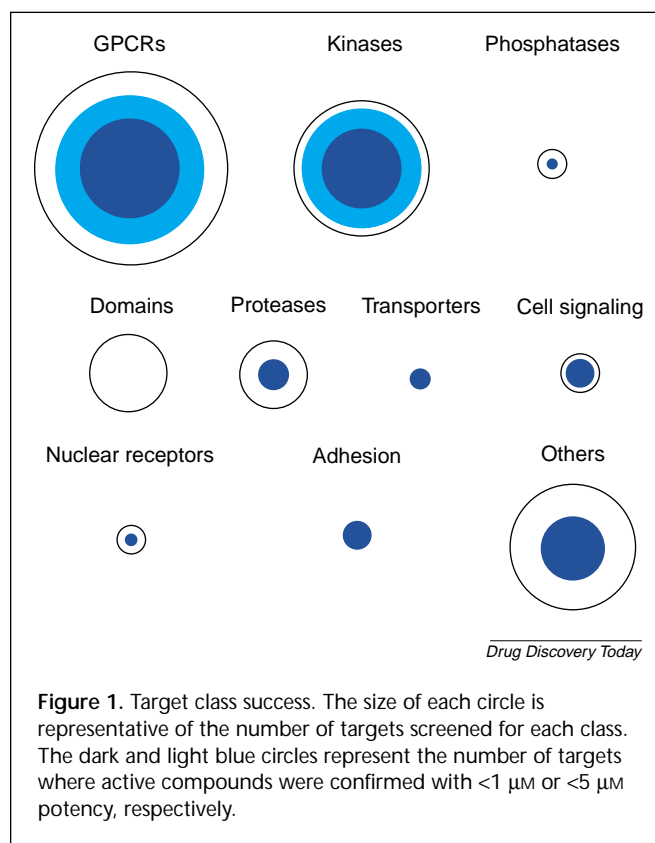 GPCRs Kinases Phosphatases
Domains Proteases Transporters Cell signaling
Nuclear receptors Adhesion Others
Drug Discovery Today
Figure 1. Target class success. The size of each circle is
representative of the number of targets screened for each class.
The dark and light blue circles represent the number of targets
where active compounds were confirmed with <1 μM or <5 μM
potency, respectively.